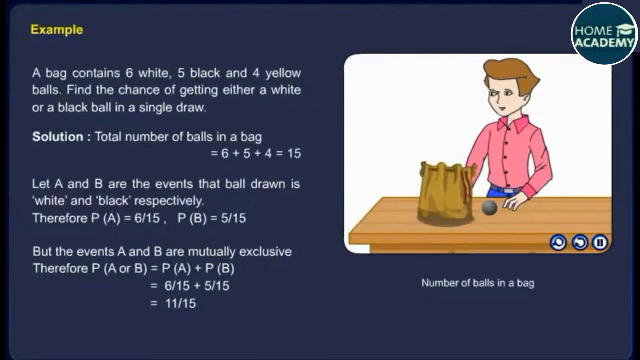 Example
HOME
ACADEMY
A bag contains 6 white, 5 black and 4 yellow
balls. Find the chance of getting either a white
or a black ball in a single draw.
Solution : Total number of balls in a bag
= 6 + 5 + 4 = 15
Let A and B are the events that ball drawn is
‘white’ and ‘black’ respectively.
Therefore P (A) = 6/15 , P (B) = 5/15
But the events A and B are mutually exclusive
Therefore P (A or B) = P (A) + P (B)
= 6/15 + 5/15
= 11/15
Number of balls in a bag